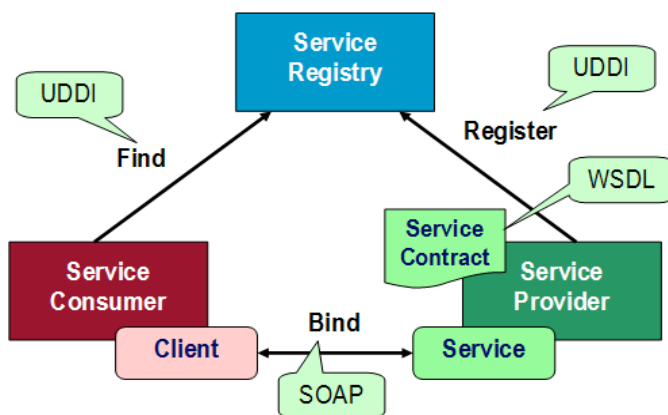 Service
Registry
UDDI
UDDI
Find
Register
WSDL
Service
Contract
Service
Consumer
Service
Provider
Client
Bind
Service
SOAP